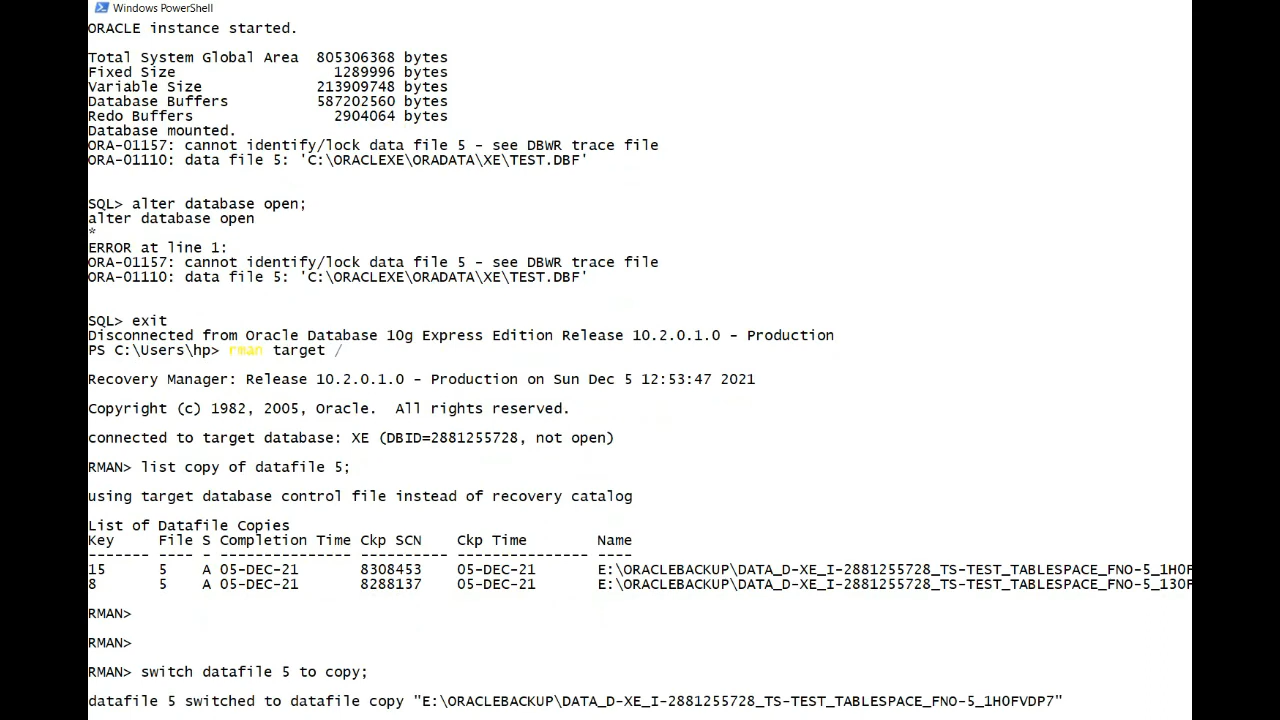 Windows PowerShell
ORACLE instance started.
Total System Global Area  805306368 bytes
Fixed Size                  1289996 bytes
Variable Size             213909748 bytes
Database Buffers          587202560 bytes
Redo Buffers                2904064 bytes
Database mounted.
ORA-01157: cannot identify/lock data file 5 - see DBWR trace file
ORA-01110: data file 5: 'C:\ORACLEXE\ORADATA\XE\TEST.DBF'
SQL> alter database open;
alter database open
*
ERROR at line 1:
ORA-01157: cannot identify/lock data file 5 - see DBWR trace file
ORA-01110: data file 5: 'C:\ORACLEXE\ORADATA\XE\TEST.DBF'
SQL> exit
Disconnected from Oracle Database 10g Express Edition Release 10.2.0.1.0 - Production
PS C:\Users\hp> rman target /
Recovery Manager: Release 10.2.0.1.0 - Production on Sun Dec 5 12:53:47 2021
Copyright (c) 1982, 2005, Oracle.  All rights reserved.
connected to target database: XE (DBID=2881255728, not open)
RMAN> list copy of datafile 5;
using target database control file instead of recovery catalog
List of Datafile Copies
Key     File S Completion Time Ckp SCN    Ckp Time        Name
------- ---- - --------------- ---------- --------------- ----
15      5    A 05-DEC-21       8308453    05-DEC-21       E:\ORACLEBACKUP\DATA_D-XE_I-2881255728_TS-TEST_TABLESPACE_FNO-5_1H0F
8       5    A 05-DEC-21       8288137    05-DEC-21       E:\ORACLEBACKUP\DATA_D-XE_I-2881255728_TS-TEST_TABLESPACE_FNO-5_130F
RMAN>
RMAN>
RMAN> switch datafile 5 to copy;
datafile 5 switched to datafile copy "E:\ORACLEBACKUP\DATA_D-XE_I-2881255728_TS-TEST_TABLESPACE_FNO-5_1H0FVDP7"